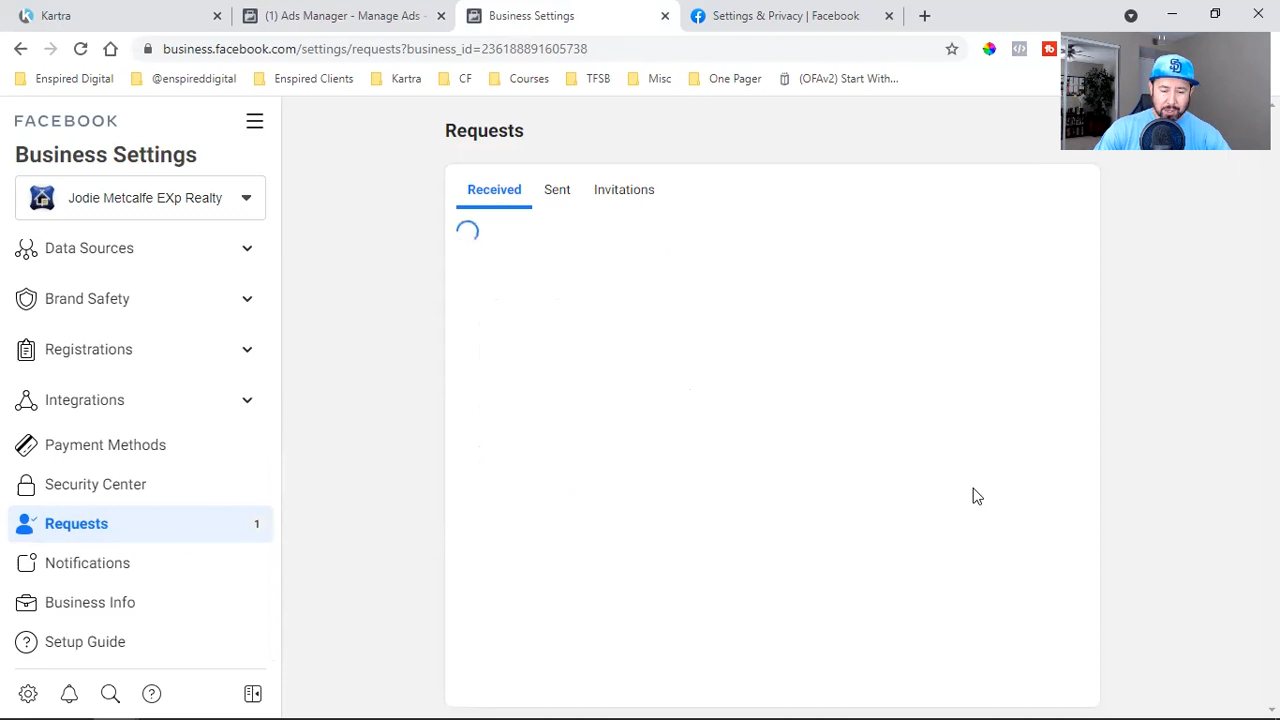 Kartra
(1) Ads Manager - Manage Ads -
Business Settings
Settings & Privacy | Facebook
business.facebook.com/settings/requests?business_id=236188891605738
Enspired Digital
@enspireddigital
Enspired Clients
Kartra
CF
Courses
TFSB
Misc
One Pager
(OFAv2) Start With...
FACEBOOK
Business Settings
Jodie Metcalfe EXp Realty
Data Sources
Brand Safety
Registrations
Integrations
Payment Methods
Security Center
Requests 1
Notifications
Business Info
Setup Guide
Requests
Received Sent Invitations